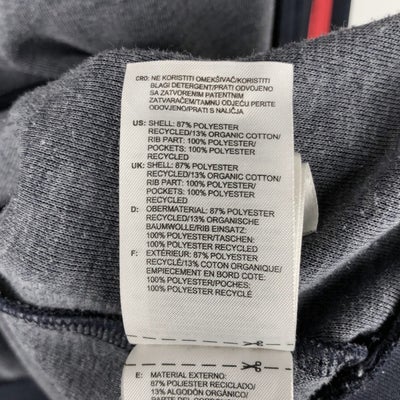 CRO: NE KORISTITI OMEKŠIVAČ/KORISTITI
BLAGI DETERGENT/PRATI ODVOJENO
SA ZATVORENIM PATENTNIM
ZATVARAČEM/TAMNU ODJEĆU PERITE
ODVOJENO/PRATI S NALIČJA
US: SHELL: 87% POLYESTER
RECYCLED/13% ORGANIC COTTON/
RIB PART: 100% POLYESTER/
POCKETS: 100% POLYESTER
RECYCLED
UK: SHELL: 87% POLYESTER
RECYCLED/13% ORGANIC COTTON/
RIB PART: 100% POLYESTER/
POCKETS: 100% POLYESTER
RECYCLED
D: OBERMATERIAL: 87% POLYESTER
RECYCLED/13% ORGANISCHE
BAUMWOLLE/RIB EINSATZ:
100% POLYESTER/TASCHEN:
100% POLYESTER RECYCLED
F: EXTÉRIEUR: 87% POLYESTER
RECYCLÉ/13% COTON ORGANIQUE/
EMPIECEMENT EN BORD COTE:
100% POLYESTER/POCHES:
100% POLYESTER RECYCLÉ
E: MATERIAL EXTERNO:
87% POLIÉSTER RECICLADO/
13% ALGODÓN ORGÁNICO/
PARTE DEL CUELLO: 100%